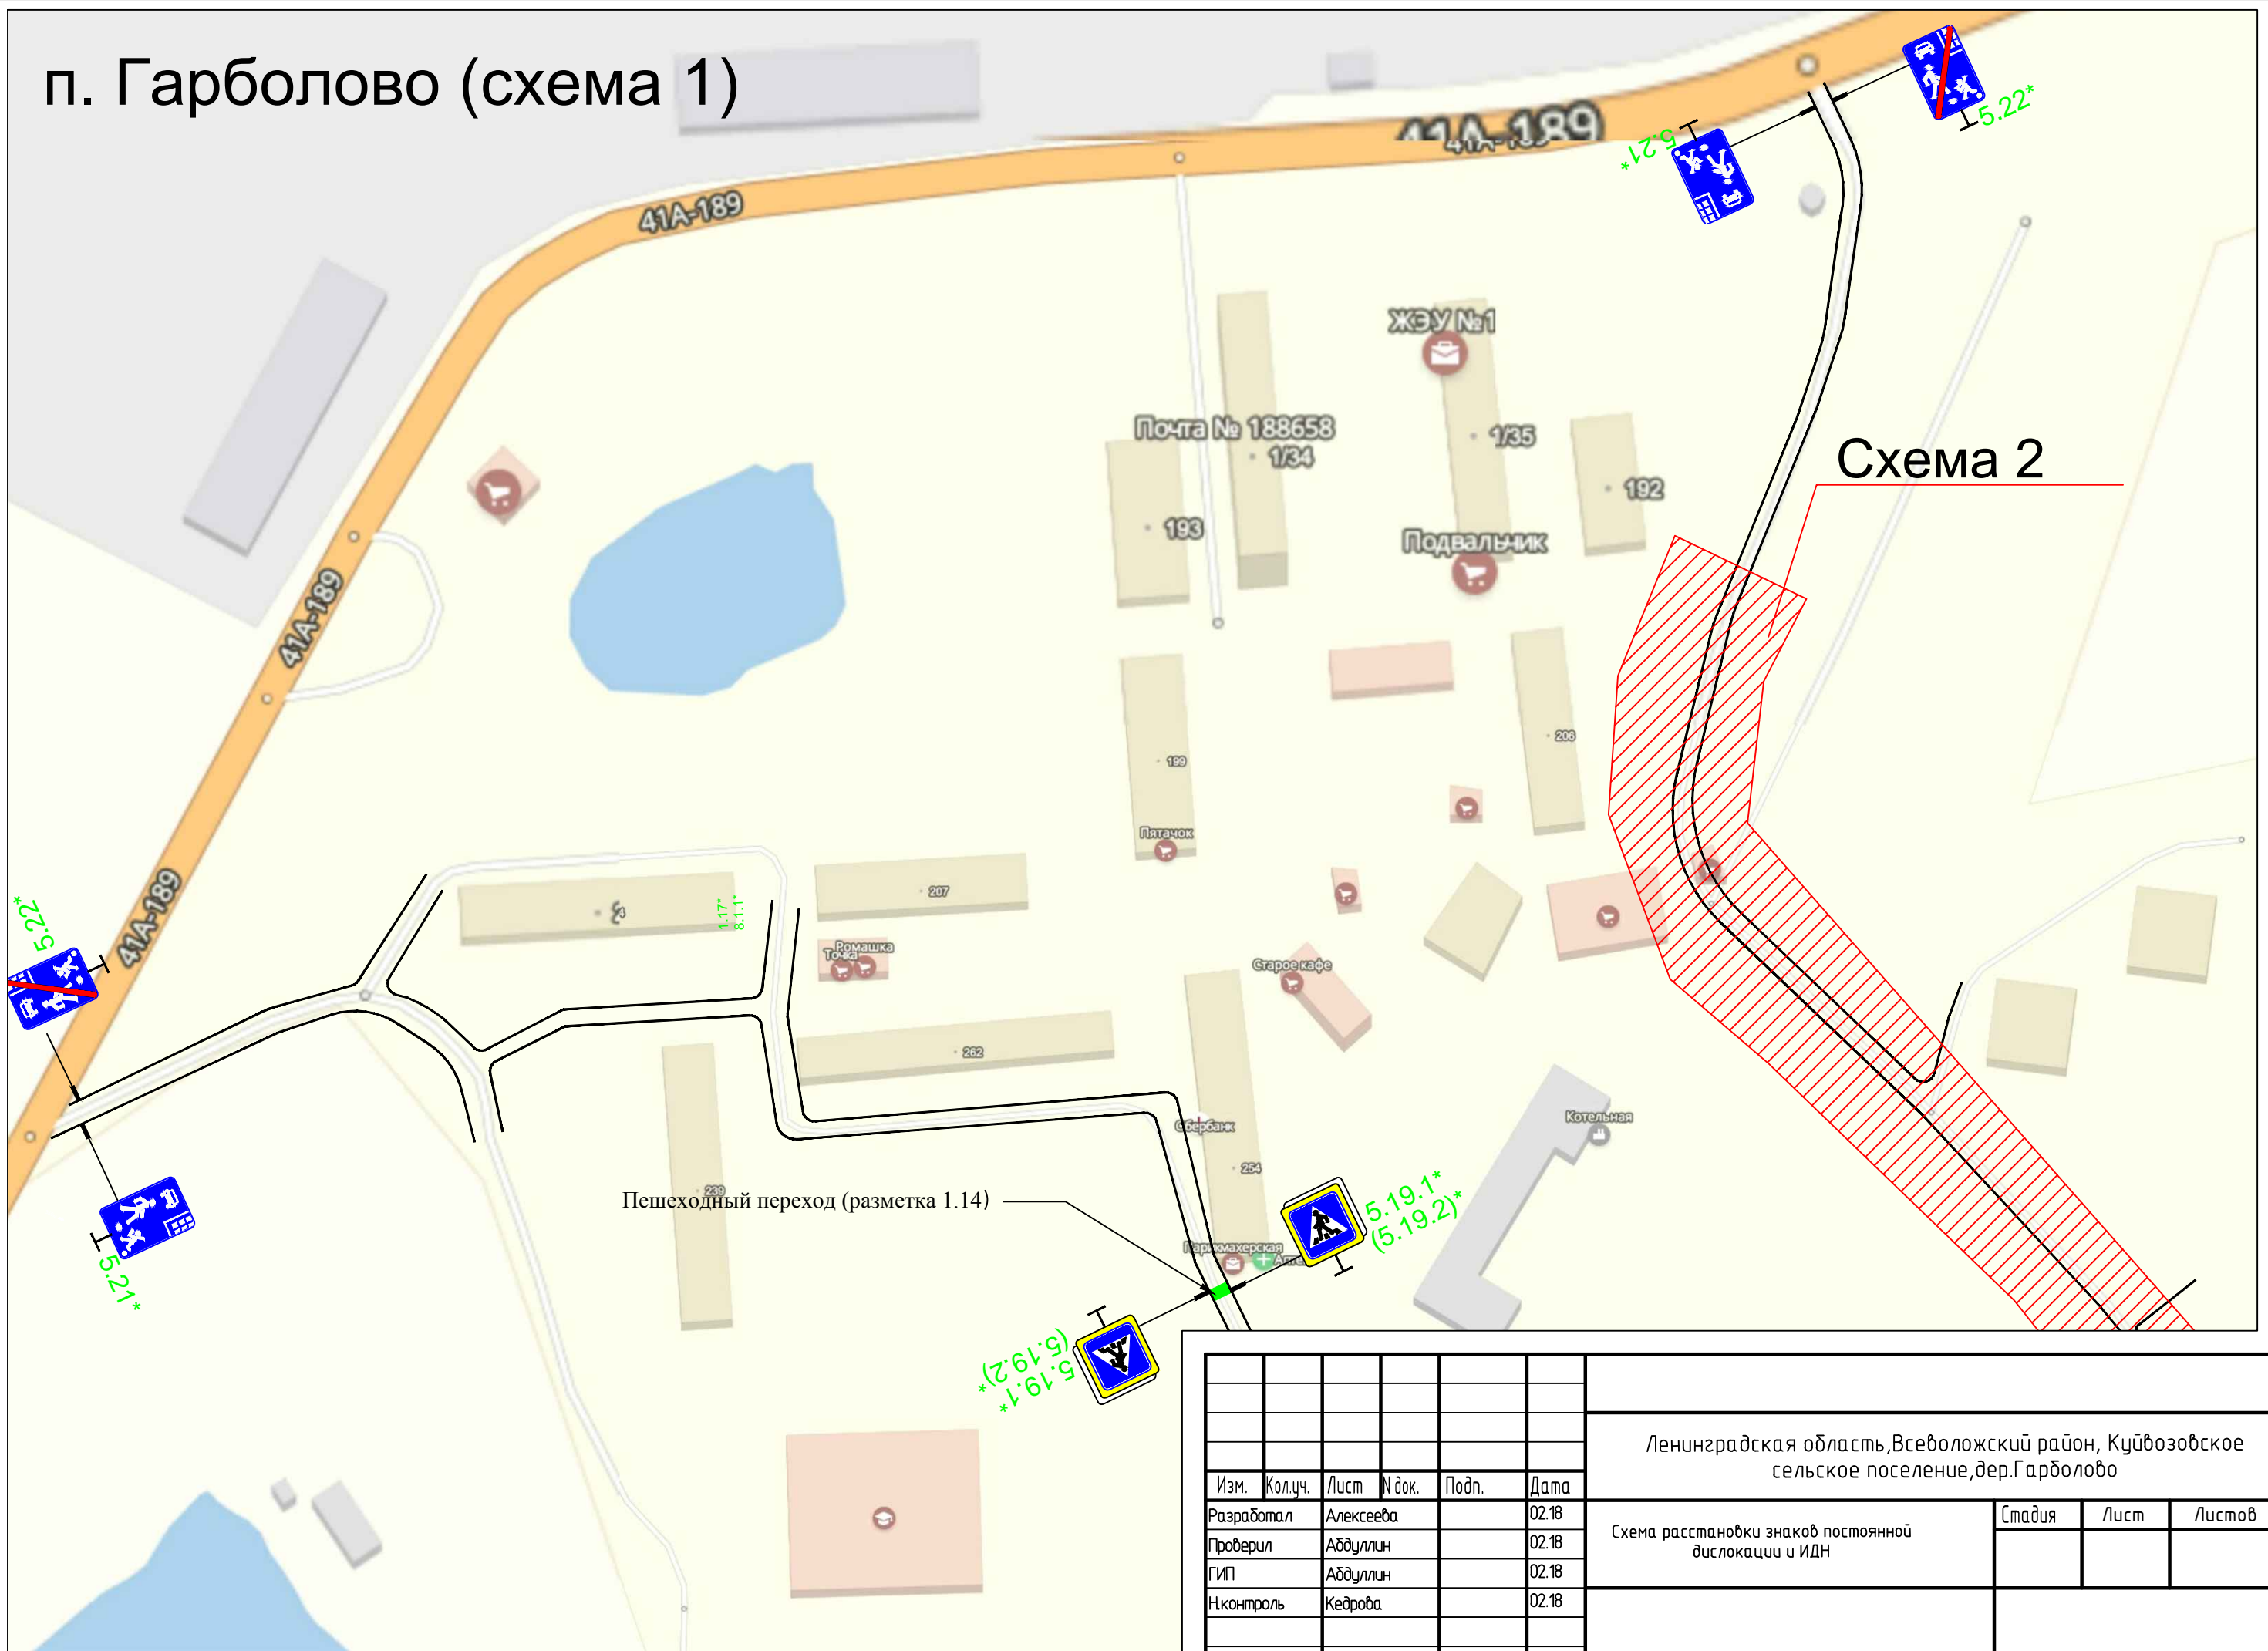 п. Гарболово (схема 1)
5.22*
5.21*
41А-189
41А-189
41А-189
ЖЭУ №1
Почта № 188658
1/34
1/35
192
193
Схема 2
Подвальчик
41А-189
206
199
Пятачок
41А-189
5.22*
1.17*
8.1.1*
207
Ромашка
Точка
Старое кафе
262
Котельная
Сбербанк
254
239
Пешеходный переход (разметка 1.14)
5.19.1*
(5.19.2)*
Парикмахерская
5.21*
5.19.1*
(5.19.2)*
Ленинградская область,Всеволожский район, Куйвозовское
сельское поселение,дер.Гарболово
Изм. Кол.уч. Лист N док. Подп. Дата
Разработал Алексеева 02.18
Проверил Абдуллин 02.18
ГИП Абдуллин 02.18
Н.контроль Кедрова 02.18
Схема расстановки знаков постоянной
дислокации и ИДН
Стадия Лист Листов